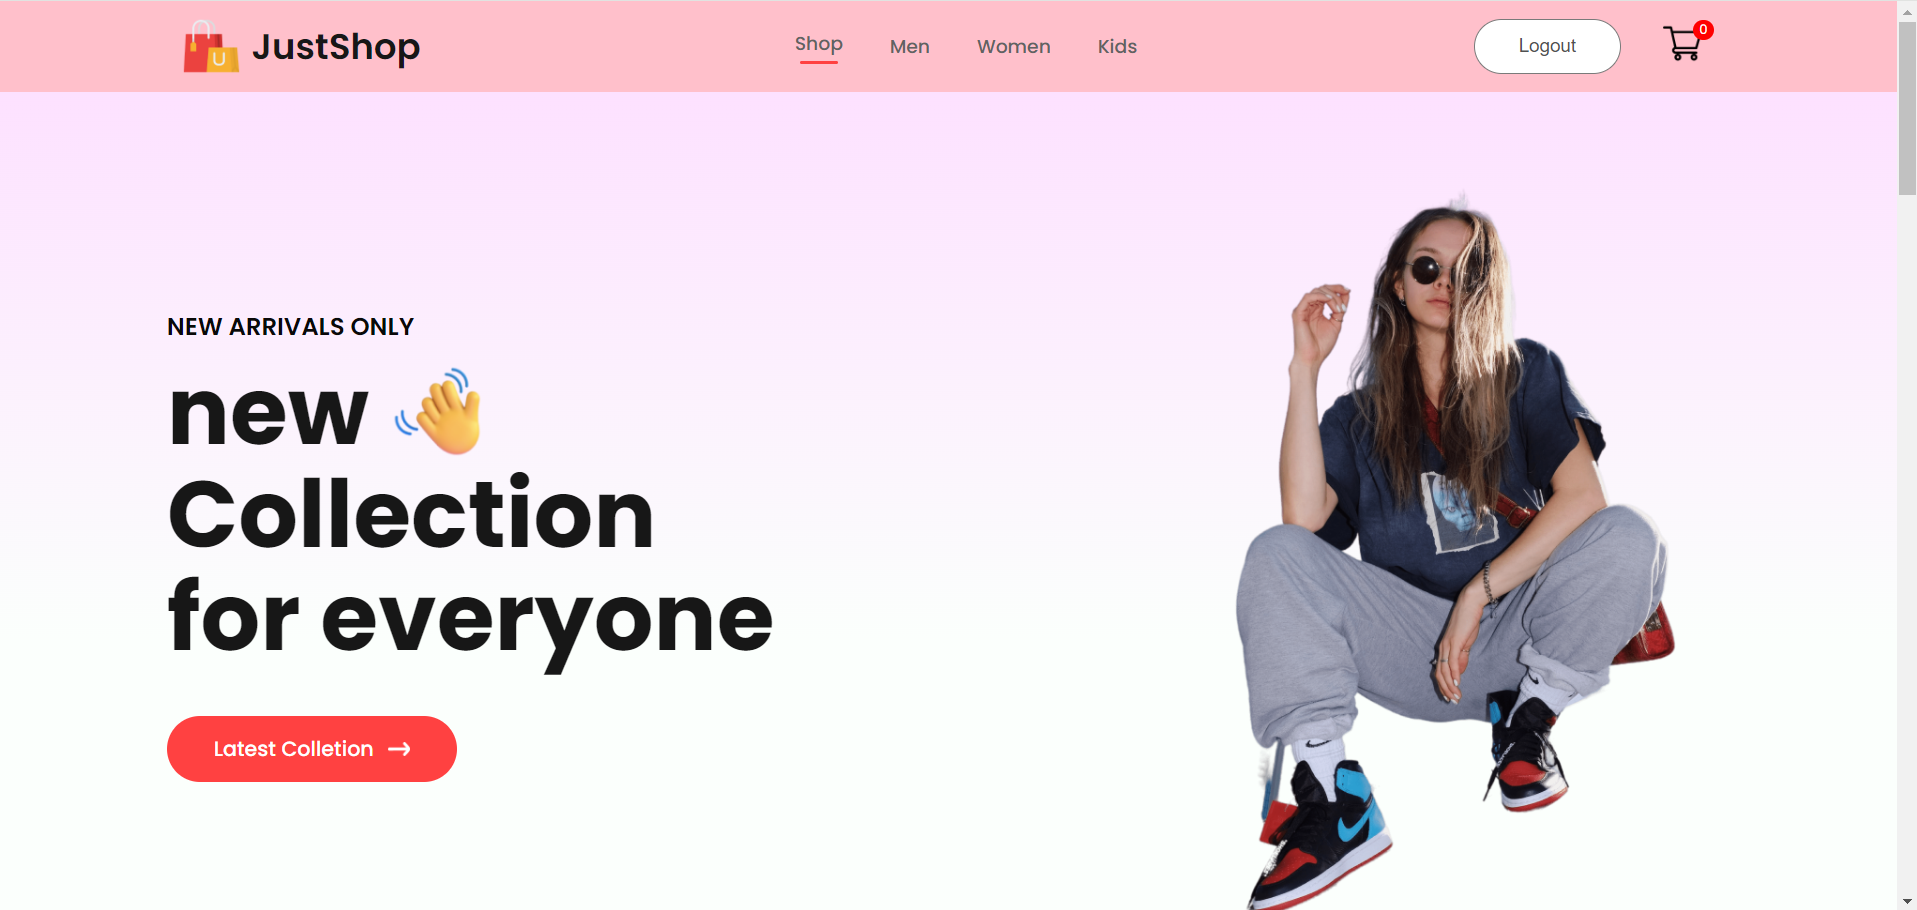 JustShop
Shop
Men
Women
Kids
Logout
0
NEW ARRIVALS ONLY
new 👋
Collection
for everyone
Latest Colletion →